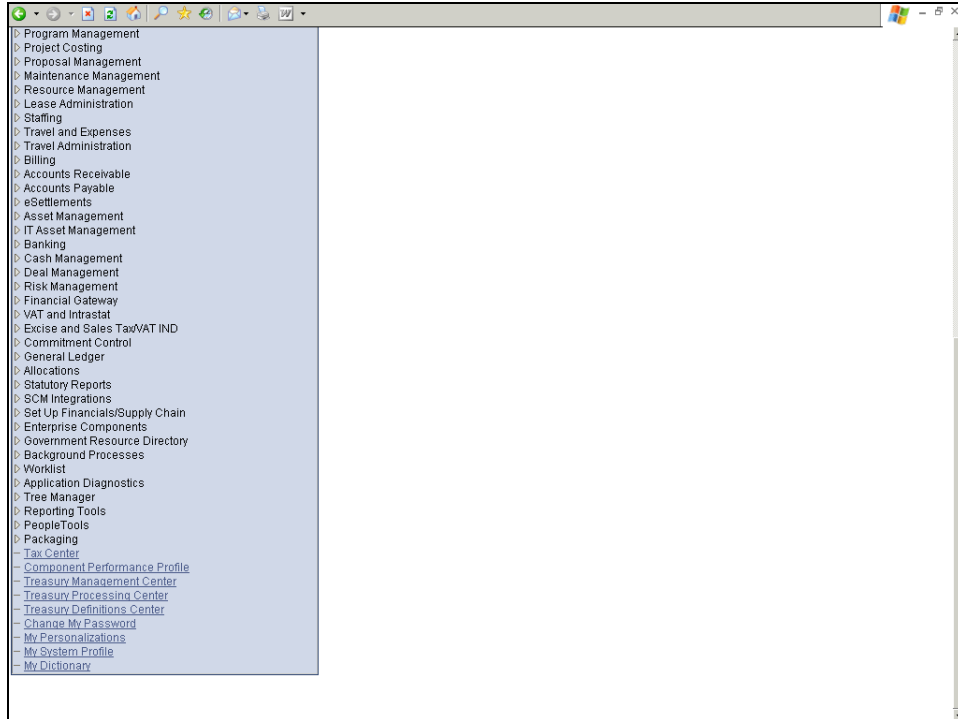 Program Management
Project Costing
Proposal Management
Maintenance Management
Resource Management
Lease Administration
Staffing
Travel and Expenses
Travel Administration
Billing
Accounts Receivable
Accounts Payable
eSettlements
Asset Management
IT Asset Management
Banking
Cash Management
Deal Management
Risk Management
Financial Gateway
VAT and Intrastat
Excise and Sales Tax/VAT IND
Commitment Control
General Ledger
Allocations
Statutory Reports
SCM Integrations
Set Up Financials/Supply Chain
Enterprise Components
Government Resource Directory
Background Processes
Worklist
Application Diagnostics
Tree Manager
Reporting Tools
PeopleTools
Packaging
Tax Center
Component Performance Profile
Treasury Management Center
Treasury Processing Center
Treasury Definitions Center
Change My Password
My Personalizations
My System Profile
My Dictionary